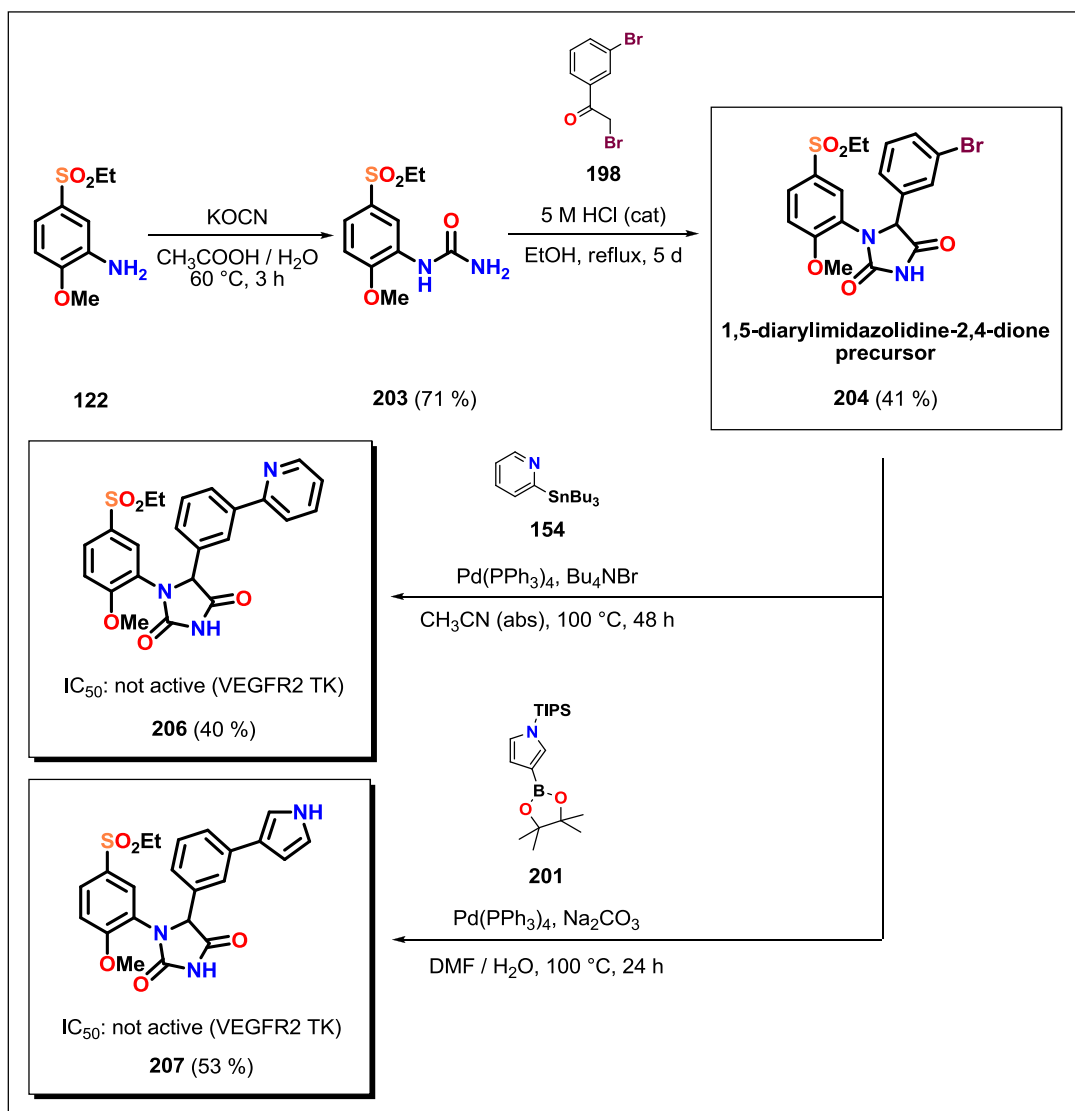 Br
O
Br
198
SO₂Et
NH₂
OMe
122
KOCN
CH₃COOH / H₂O
60 °C, 3 h
SO₂Et
O
N
H
NH₂
OMe
203 (71 %)
5 M HCl (cat)
EtOH, reflux, 5 d
SO₂Et
Br
N
O
OMe
O
NH
1,5-diarylimidazolidine-2,4-dione
precursor
204 (41 %)
N
SO₂Et
N
O
OMe
O
NH
IC₅₀: not active (VEGFR2 TK)
206 (40 %)
N
SnBu₃
154
Pd(PPh₃)₄, Bu₄NBr
CH₃CN (abs), 100 °C, 48 h
NH
SO₂Et
N
O
OMe
O
NH
IC₅₀: not active (VEGFR2 TK)
207 (53 %)
TIPS
N
B
O
O
201
Pd(PPh₃)₄, Na₂CO₃
DMF / H₂O, 100 °C, 24 h